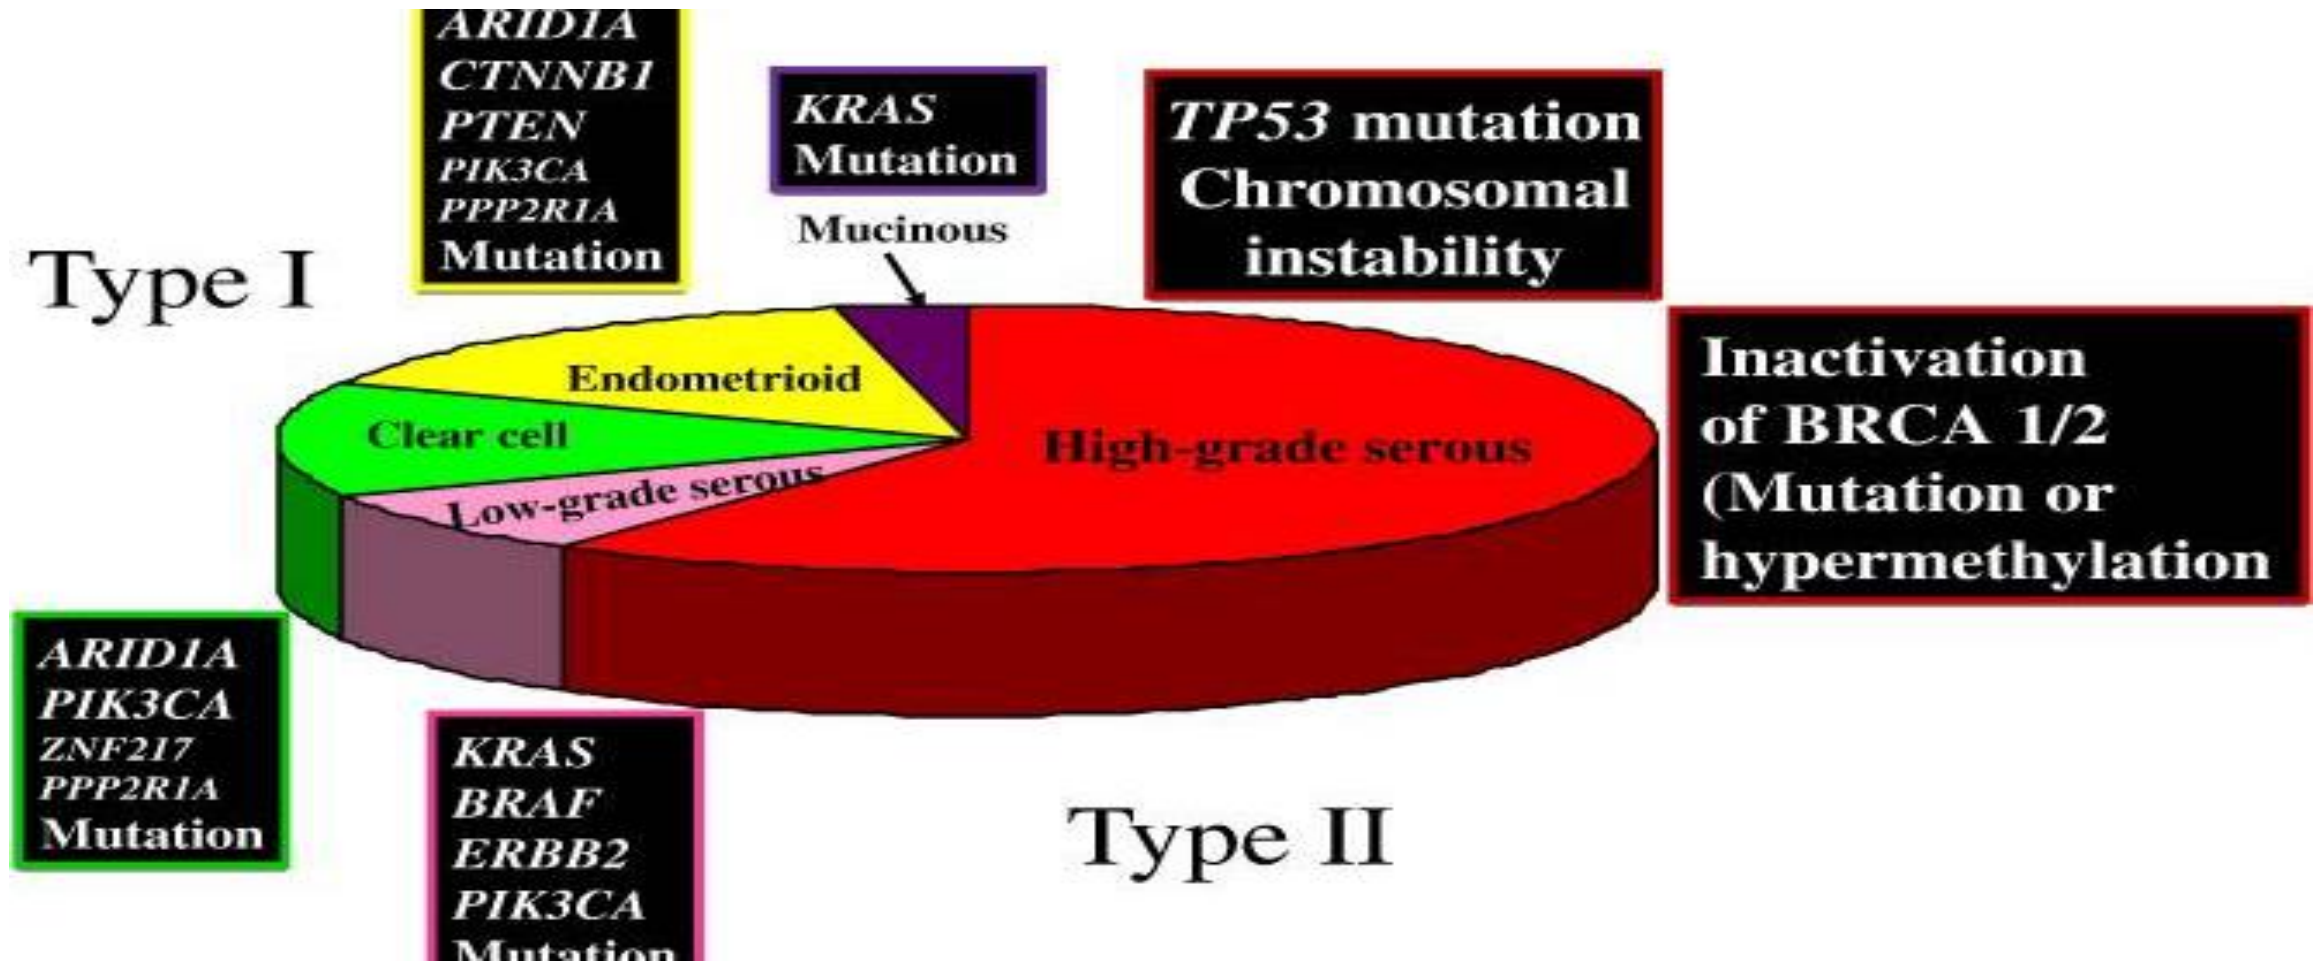 ARID1A
CTNNB1
PTEN
PIK3CA
PPP2R1A
Mutation
KRAS
Mutation
Mucinous
TP53 mutation
Chromosomal
instability
Type I
Inactivation
of BRCA 1/2
(Mutation or
hypermethylation
Endometrioid
Clear cell
Low-grade serous
High-grade serous
ARID1A
PIK3CA
ZNF217
PPP2R1A
Mutation
KRAS
BRAF
ERBB2
PIK3CA
Mutation
Type II